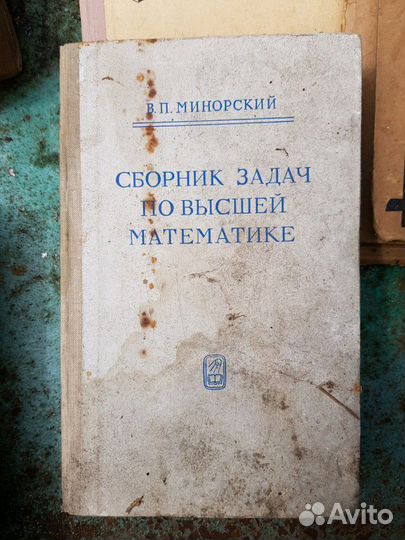 В. П. МИНОРСКИЙ
СБОРНИК ЗАДАЧ
ПО ВЫСШЕЙ
МАТЕМАТИКЕ
Avito